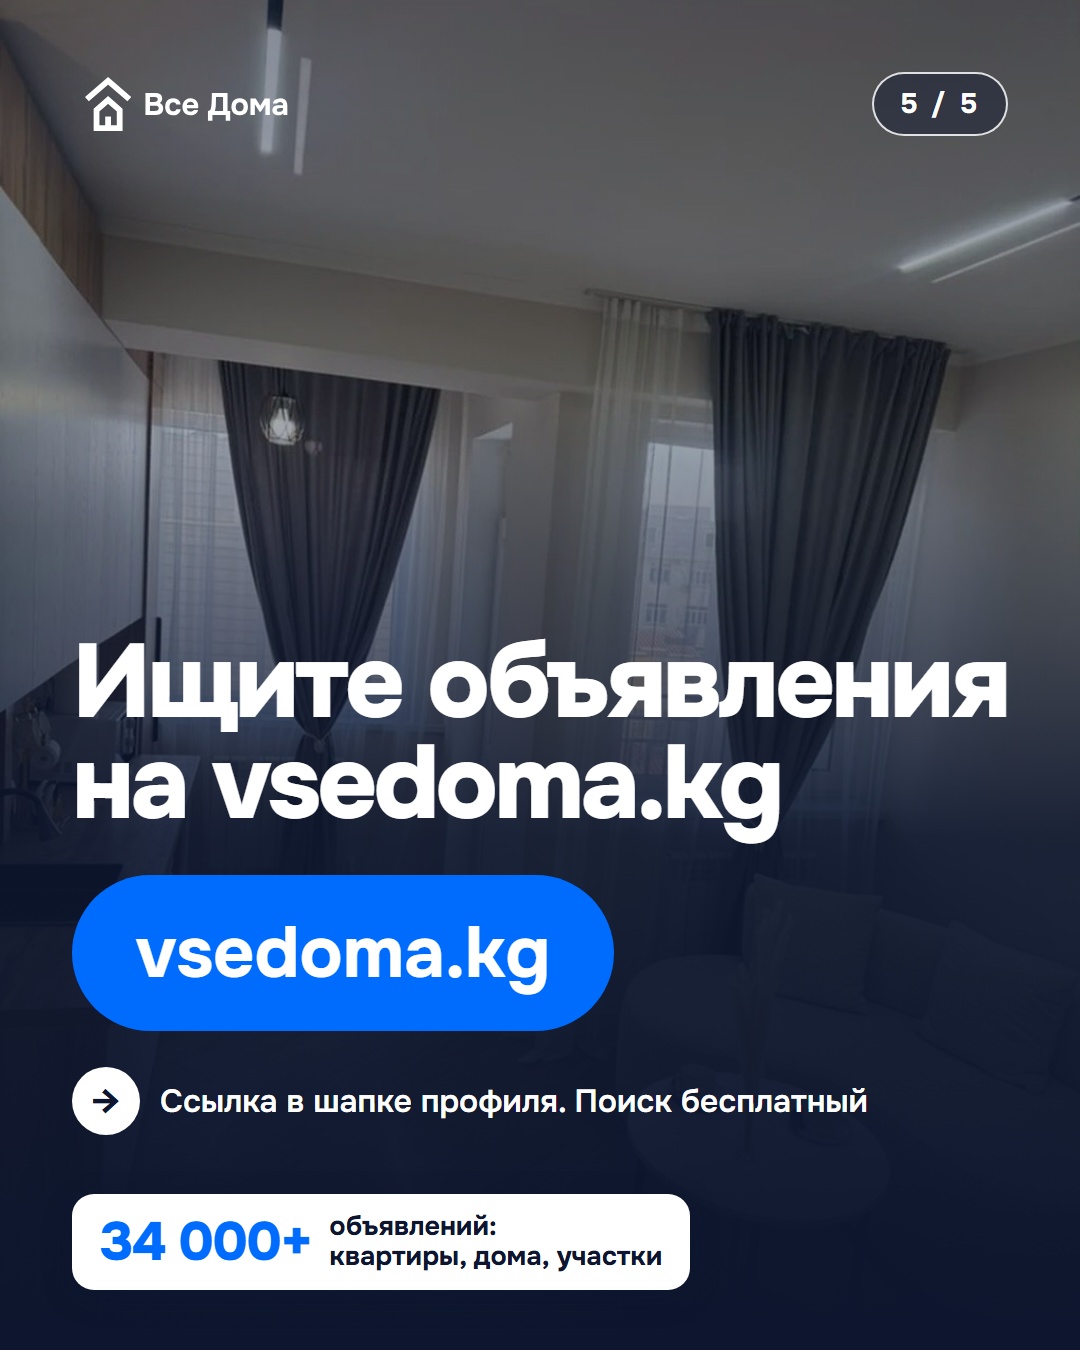 Все Дома
5 / 5
Ищите объявления
на vsedoma.kg
vsedoma.kg
Ссылка в шапке профиля. Поиск бесплатный
34 000+
объявлений:
квартиры, дома, участки